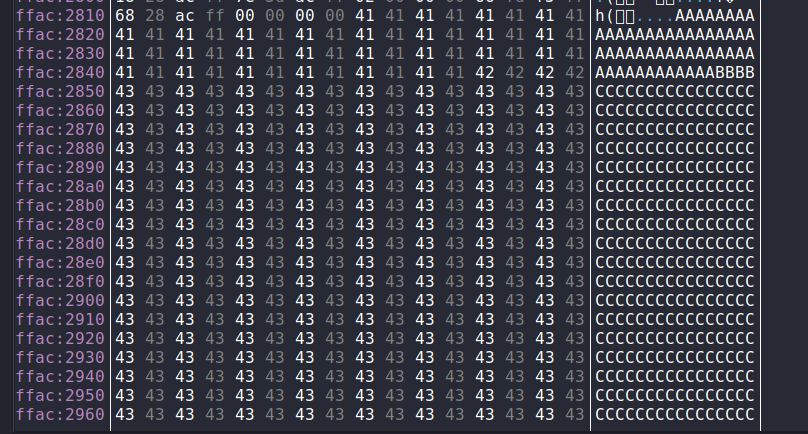 ffac:2810 68 28 ac ff 00 00 00 00 41 41 41 41 41 41 41 41 h(....AAAAAAAA
ffac:2820 41 41 41 41 41 41 41 41 41 41 41 41 41 41 41 41 AAAAAAAAAAAAAAAA
ffac:2830 41 41 41 41 41 41 41 41 41 41 41 41 41 41 41 41 AAAAAAAAAAAAAAAA
ffac:2840 41 41 41 41 41 41 41 41 41 41 41 41 42 42 42 42 AAAAAAAAAAAABBBB
ffac:2850 43 43 43 43 43 43 43 43 43 43 43 43 43 43 43 43 CCCCCCCCCCCCCCCC
ffac:2860 43 43 43 43 43 43 43 43 43 43 43 43 43 43 43 43 CCCCCCCCCCCCCCCC
ffac:2870 43 43 43 43 43 43 43 43 43 43 43 43 43 43 43 43 CCCCCCCCCCCCCCCC
ffac:2880 43 43 43 43 43 43 43 43 43 43 43 43 43 43 43 43 CCCCCCCCCCCCCCCC
ffac:2890 43 43 43 43 43 43 43 43 43 43 43 43 43 43 43 43 CCCCCCCCCCCCCCCC
ffac:28a0 43 43 43 43 43 43 43 43 43 43 43 43 43 43 43 43 CCCCCCCCCCCCCCCC
ffac:28b0 43 43 43 43 43 43 43 43 43 43 43 43 43 43 43 43 CCCCCCCCCCCCCCCC
ffac:28c0 43 43 43 43 43 43 43 43 43 43 43 43 43 43 43 43 CCCCCCCCCCCCCCCC
ffac:28d0 43 43 43 43 43 43 43 43 43 43 43 43 43 43 43 43 CCCCCCCCCCCCCCCC
ffac:28e0 43 43 43 43 43 43 43 43 43 43 43 43 43 43 43 43 CCCCCCCCCCCCCCCC
ffac:28f0 43 43 43 43 43 43 43 43 43 43 43 43 43 43 43 43 CCCCCCCCCCCCCCCC
ffac:2900 43 43 43 43 43 43 43 43 43 43 43 43 43 43 43 43 CCCCCCCCCCCCCCCC
ffac:2910 43 43 43 43 43 43 43 43 43 43 43 43 43 43 43 43 CCCCCCCCCCCCCCCC
ffac:2920 43 43 43 43 43 43 43 43 43 43 43 43 43 43 43 43 CCCCCCCCCCCCCCCC
ffac:2930 43 43 43 43 43 43 43 43 43 43 43 43 43 43 43 43 CCCCCCCCCCCCCCCC
ffac:2940 43 43 43 43 43 43 43 43 43 43 43 43 43 43 43 43 CCCCCCCCCCCCCCCC
ffac:2950 43 43 43 43 43 43 43 43 43 43 43 43 43 43 43 43 CCCCCCCCCCCCCCCC
ffac:2960 43 43 43 43 43 43 43 43 43 43 43 43 43 43 43 43 CCCCCCCCCCCCCCCC